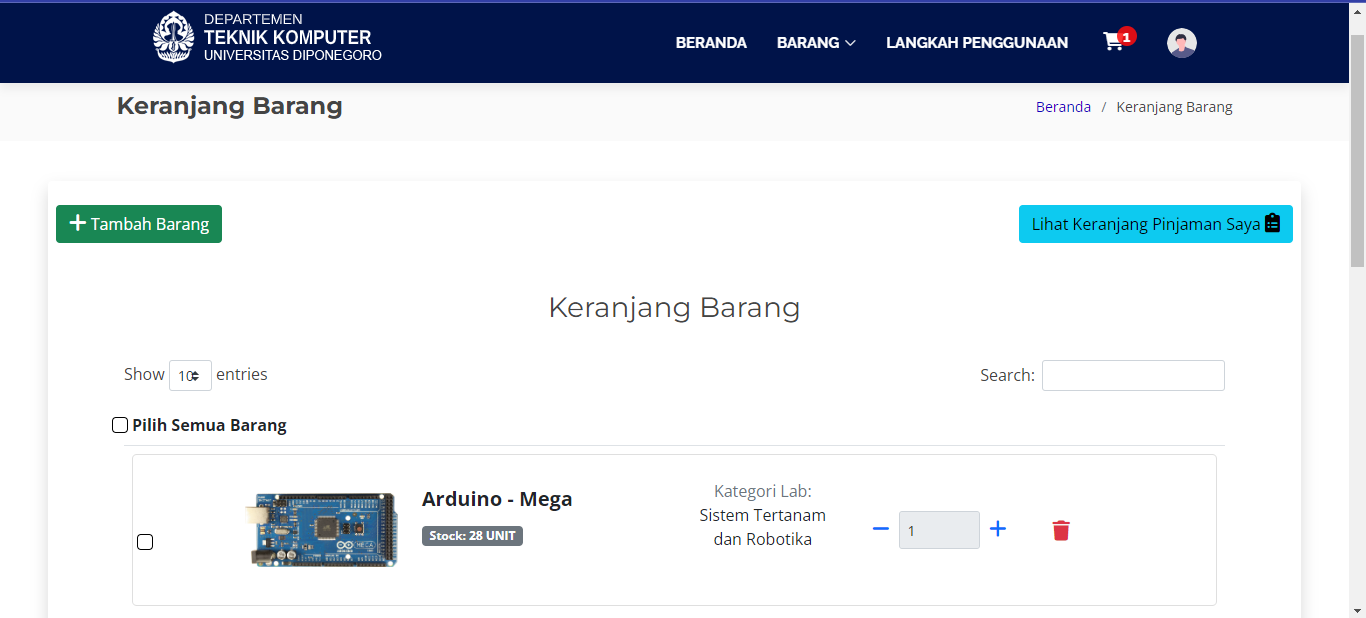 DEPARTEMEN
TEKNIK KOMPUTER
UNIVERSITAS DIPONEGORO
BERANDA
BARANG
LANGKAH PENGGUNAAN
1
Keranjang Barang
Beranda / Keranjang Barang
Tambah Barang
Lihat Keranjang Pinjaman Saya
Keranjang Barang
Show 10 entries
Search:
Pilih Semua Barang
Arduino - Mega
Stock: 28 UNIT
Kategori Lab:
Sistem Tertanam
dan Robotika
1